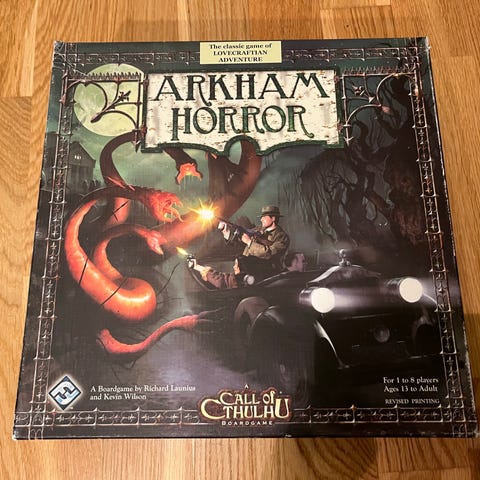 The classic game of
LOVECRAFTIAN
ADVENTURE
ARKHAM
HORROR
A Boardgame by Richard Launius
and Kevin Wilson
A
CALL OF
CTHULHU
BOARDGAME
For 1 to 8 players
Ages 13 to Adult
REVISED PRINTING